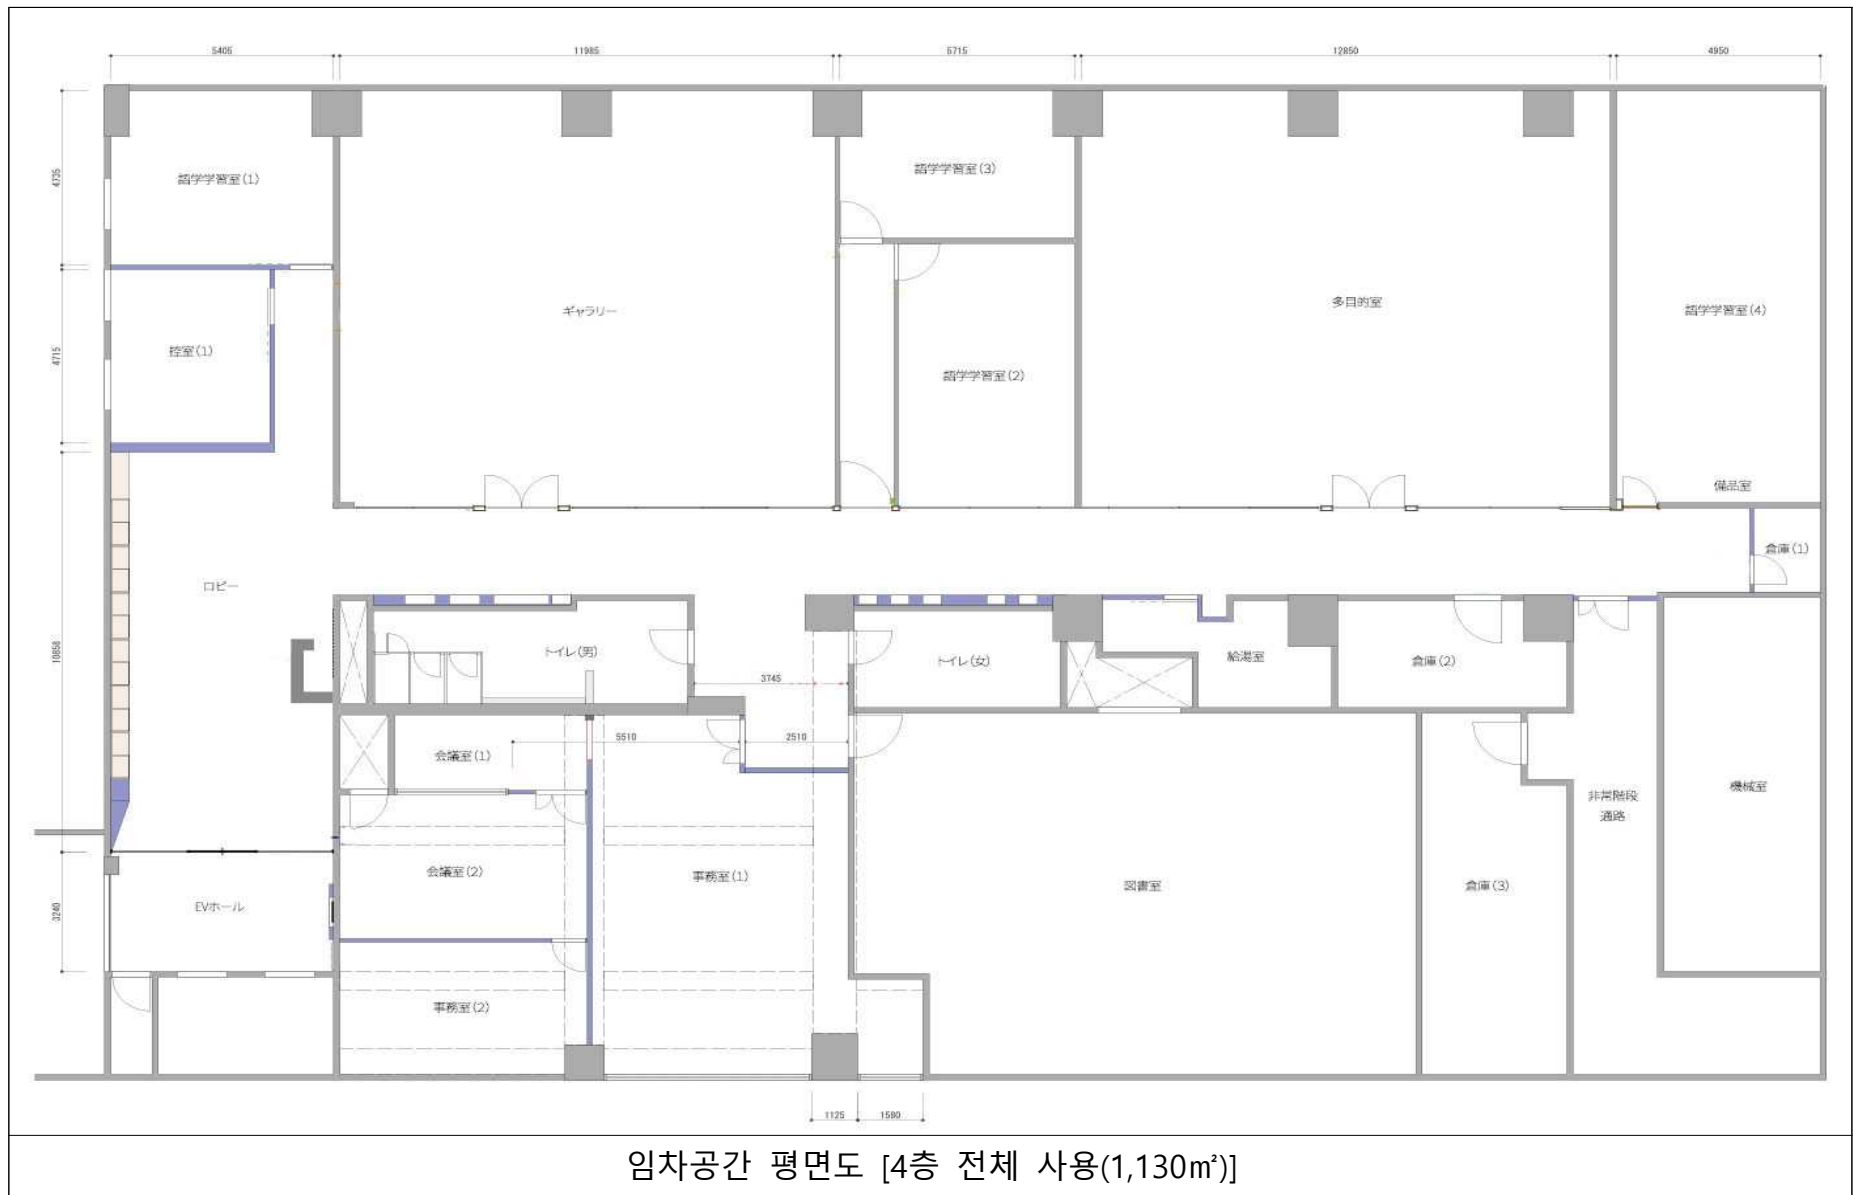 5405 11985 5715 12850 4950
4735
語学学習室(1)
語学学習室(3)
4715
控室(1)
ギャラリー
語学学習室(2)
多目的室
語学学習室(4)
備品室
倉庫(1)
ロビー
10858
トイレ(男)
3745
トイレ(女)
給湯室
倉庫(2)
会議室(1)
5510
2510
会議室(2)
事務室(1)
図書室
倉庫(3)
非常階段
通路
機械室
3240
EVホール
事務室(2)
1125 1580
임차공간 평면도 [4층 전체 사용(1,130㎡)]